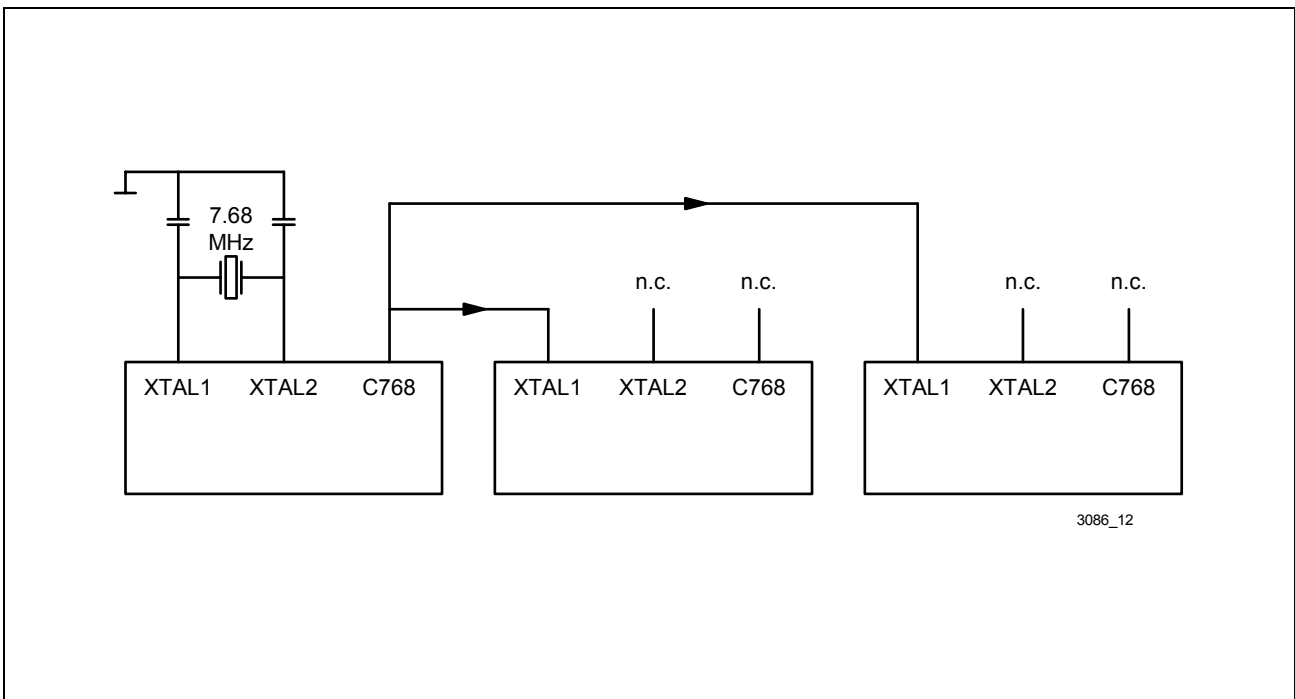 7.68
MHz
n.c. n.c. n.c. n.c.
XTAL1 XTAL2 C768 XTAL1 XTAL2 C768 XTAL1 XTAL2 C768
3086_12